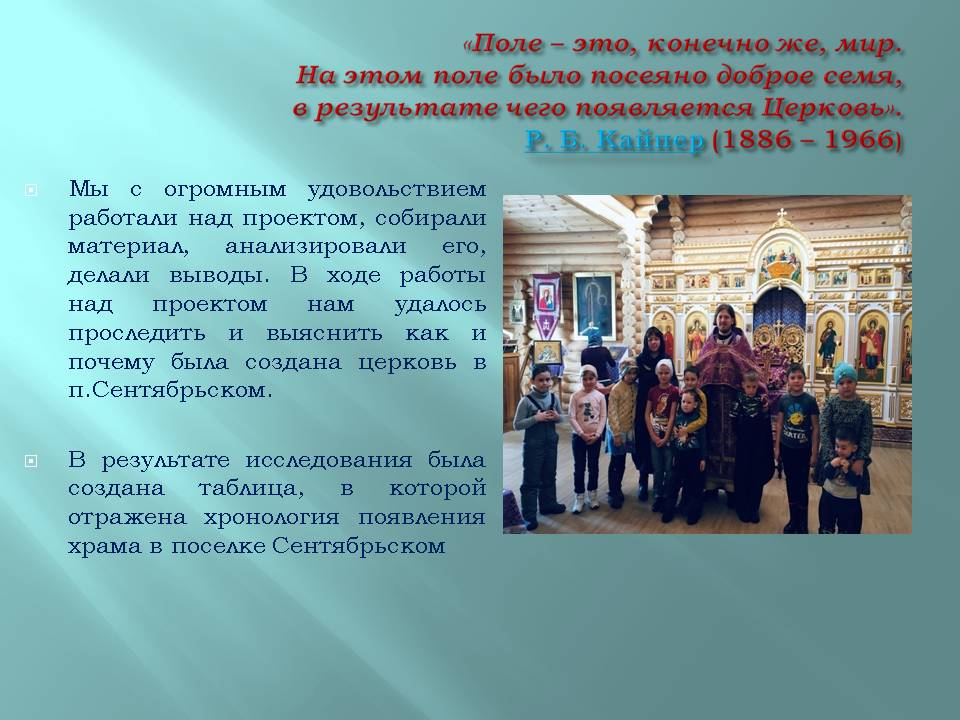 «Поле – это, конечно же, мир.
На этом поле было посеяно доброе семя,
в результате чего появляется Церковь».
Р. Б. Кайпер (1886 – 1966)
Мы с огромным удовольствием
работали над проектом, собирали
материал, анализировали его,
делали выводы. В ходе работы
над проектом нам удалось
проследить и выяснить как и
почему была создана церковь в
п.Сентябрьском.
В результате исследования была
создана таблица, в которой
отражена хронология появления
храма в поселке Сентябрьском